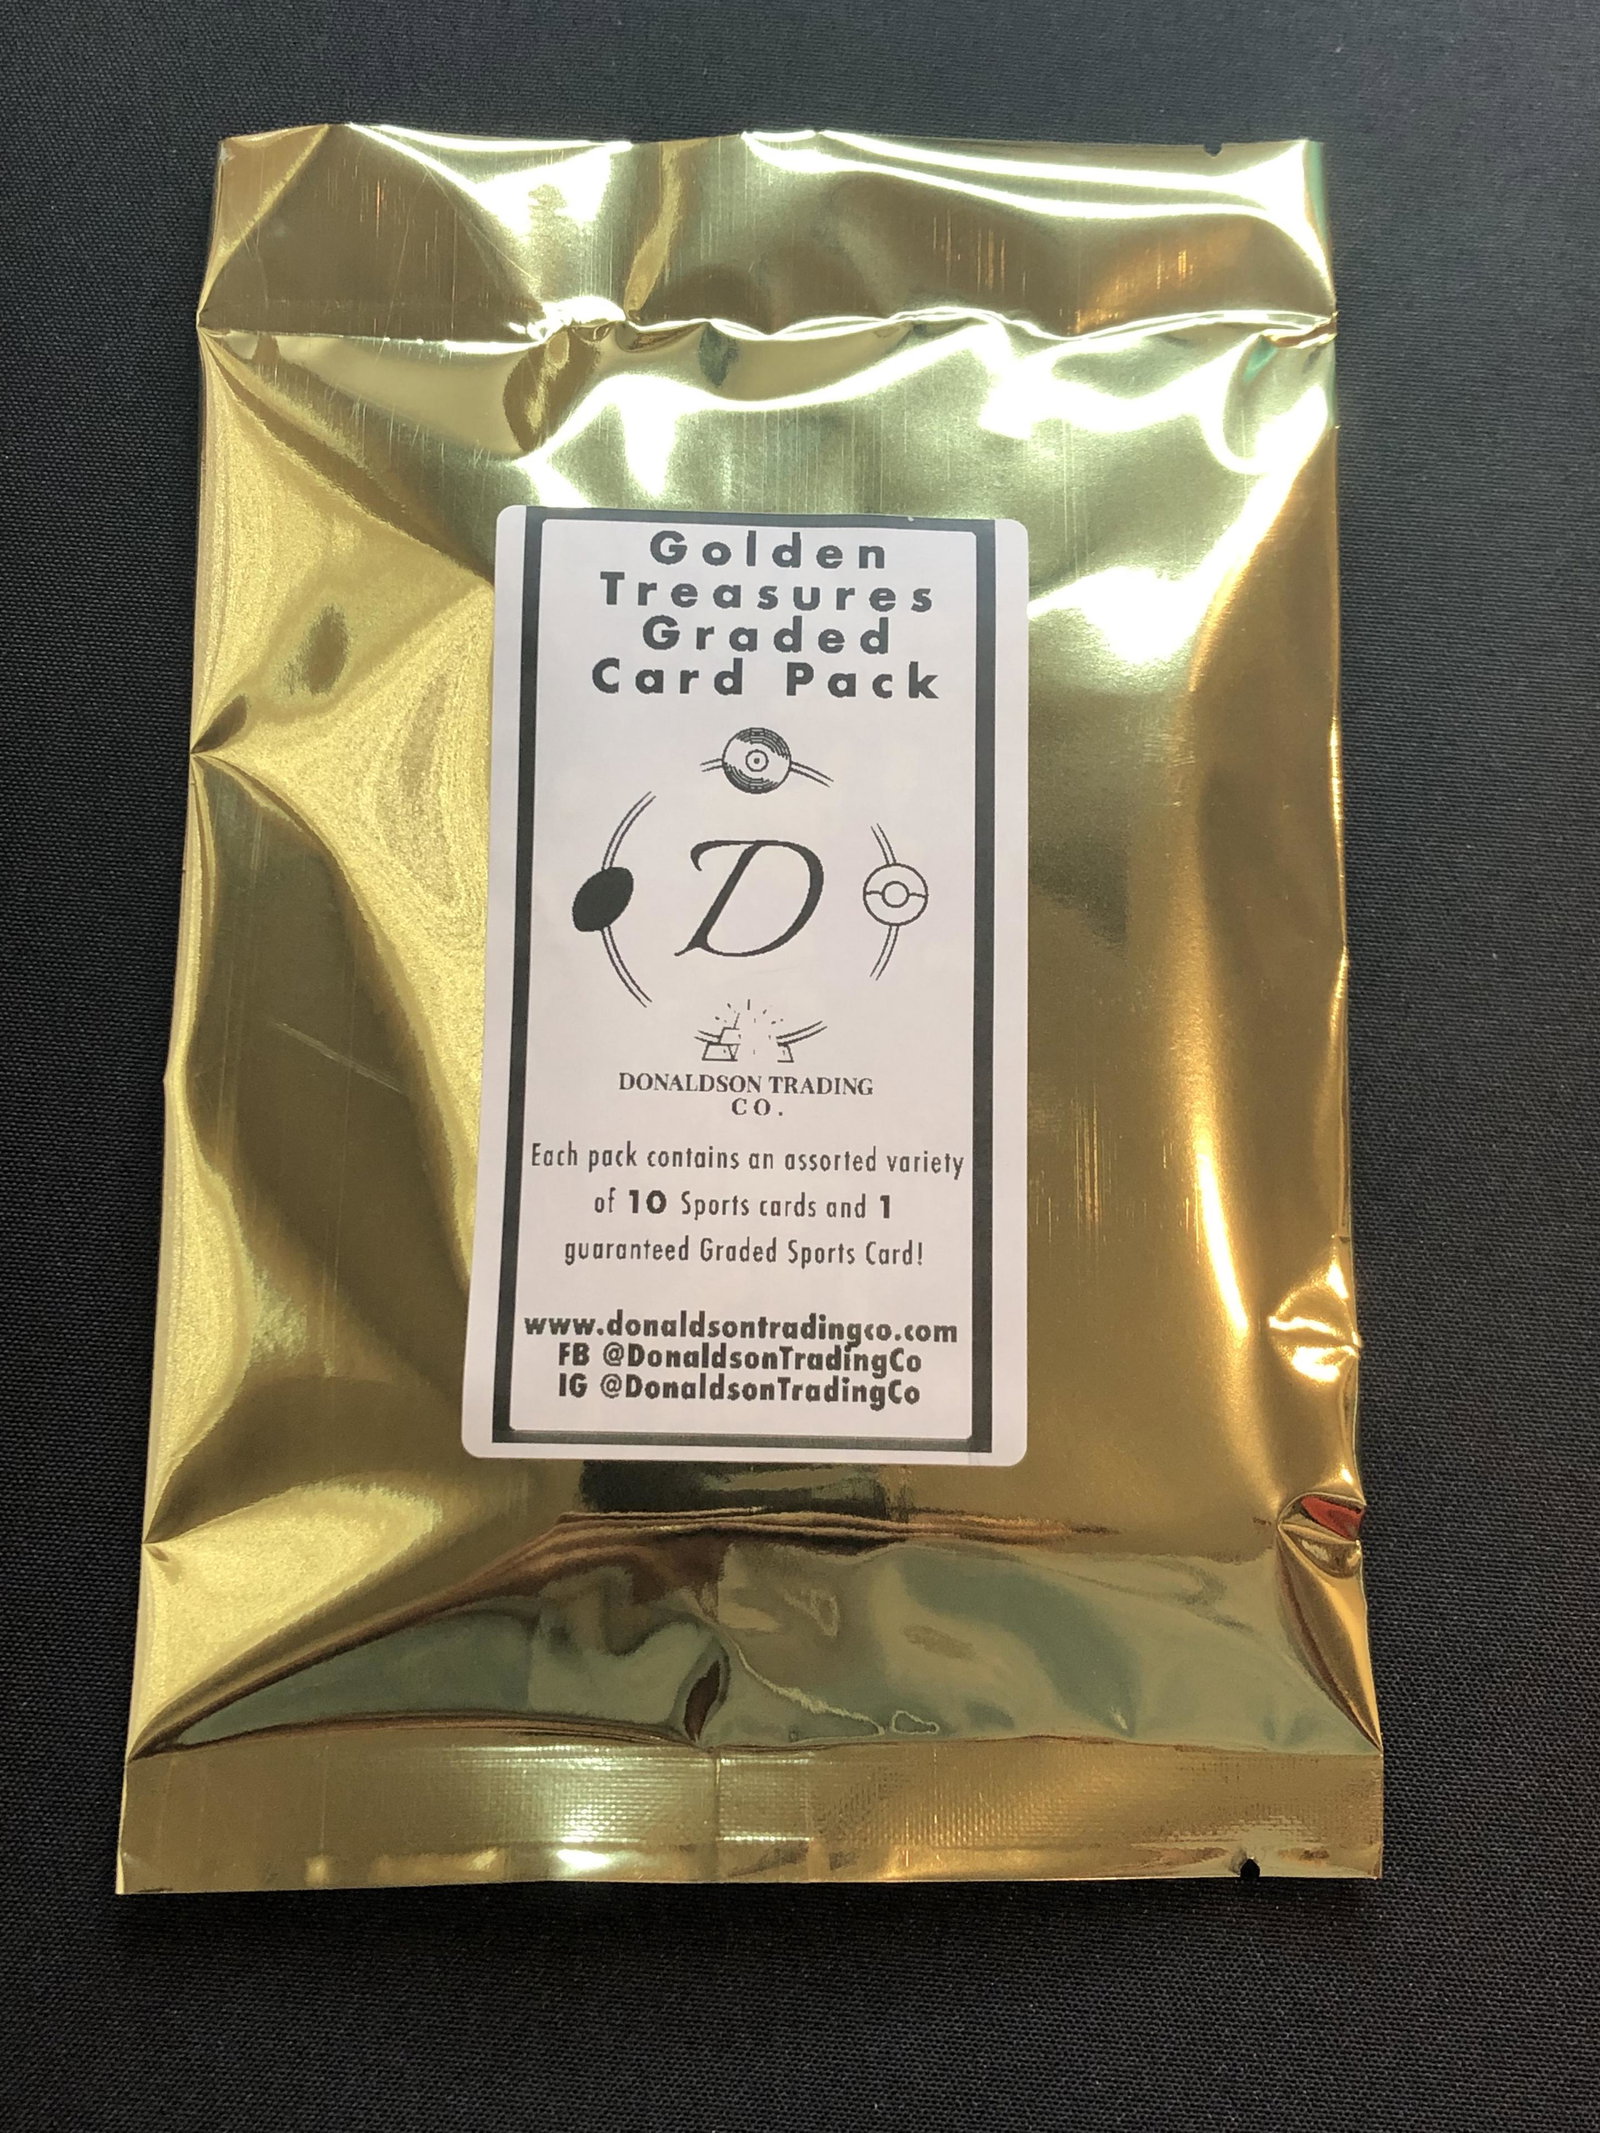 Golden
Treasures
Graded
Card Pack
D
DONALDSON TRADING
CO.
Each pack contains an assorted variety
of 10 Sports cards and 1
guaranteed Graded Sports Card!
www.donaldsontradingco.com
FB @DonaldsonTradingCo
IG @DonaldsonTradingCo